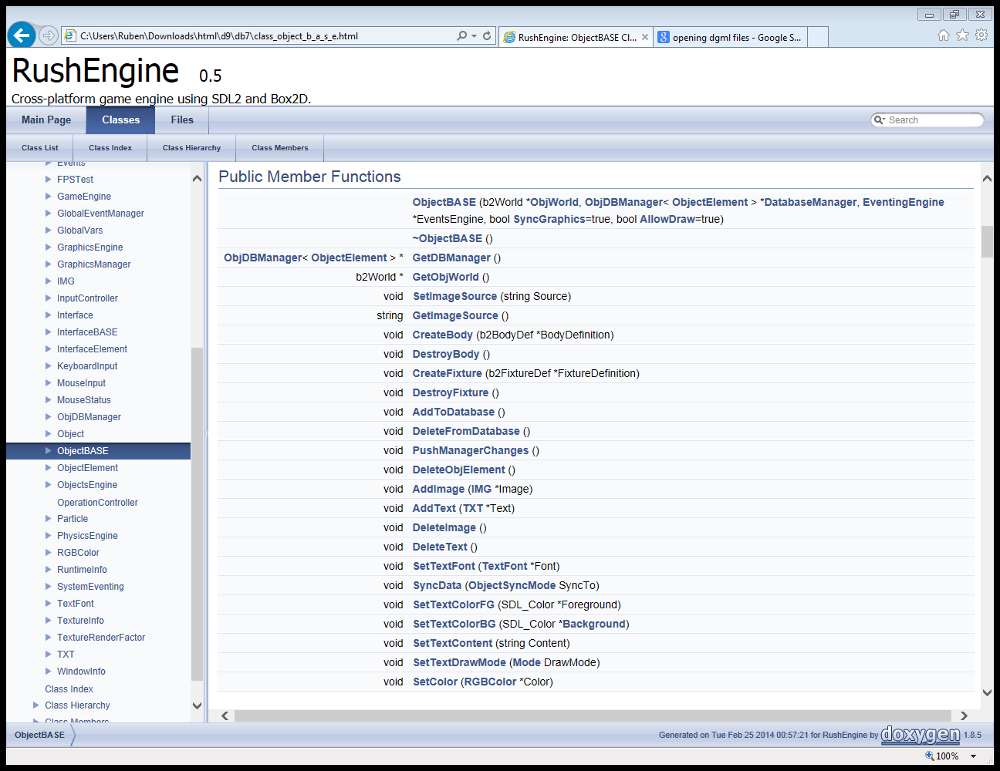 C:\Users\Ruben\Downloads\html\d9\db7\class_object_b_a_s_e.html
RushEngine: ObjectBASE Cl...
opening dgml files - Google S...
RushEngine 0.5
Cross-platform game engine using SDL2 and Box2D.
Main Page
Classes
Files
Search
Class List
Class Index
Class Hierarchy
Class Members
Events
FPSTest
GameEngine
GlobalEventManager
GlobalVars
GraphicsEngine
GraphicsManager
IMG
InputController
Interface
InterfaceBASE
InterfaceElement
KeyboardInput
MouseInput
MouseStatus
ObjDBManager
Object
ObjectBASE
ObjectElement
ObjectsEngine
OperationController
Particle
PhysicsEngine
RGBColor
RuntimeInfo
SystemEventing
TextFont
TextureInfo
TextureRenderFactor
TXT
WindowInfo
Class Index
Class Hierarchy
Class Members
Public Member Functions
ObjectBASE (b2World *ObjWorld, ObjDBManager< ObjectElement > *DatabaseManager, EventingEngine
*EventsEngine, bool SyncGraphics=true, bool AllowDraw=true)
~ObjectBASE ()
ObjDBManager< ObjectElement > * GetDBManager ()
b2World * GetObjWorld ()
void SetImageSource (string Source)
string GetImageSource ()
void CreateBody (b2BodyDef *BodyDefinition)
void DestroyBody ()
void CreateFixture (b2FixtureDef *FixtureDefinition)
void DestroyFixture ()
void AddToDatabase ()
void DeleteFromDatabase ()
void PushManagerChanges ()
void DeleteObjElement ()
void AddImage (IMG *Image)
void AddText (TXT *Text)
void DeleteImage ()
void DeleteText ()
void SetTextFont (TextFont *Font)
void SyncData (ObjectSyncMode SyncTo)
void SetTextColorFG (SDL_Color *Foreground)
void SetTextColorBG (SDL_Color *Background)
void SetTextContent (string Content)
void SetTextDrawMode (Mode DrawMode)
void SetColor (RGBColor *Color)
ObjectBASE
Generated on Tue Feb 25 2014 00:57:21 for RushEngine by doxygen 1.8.5
100%